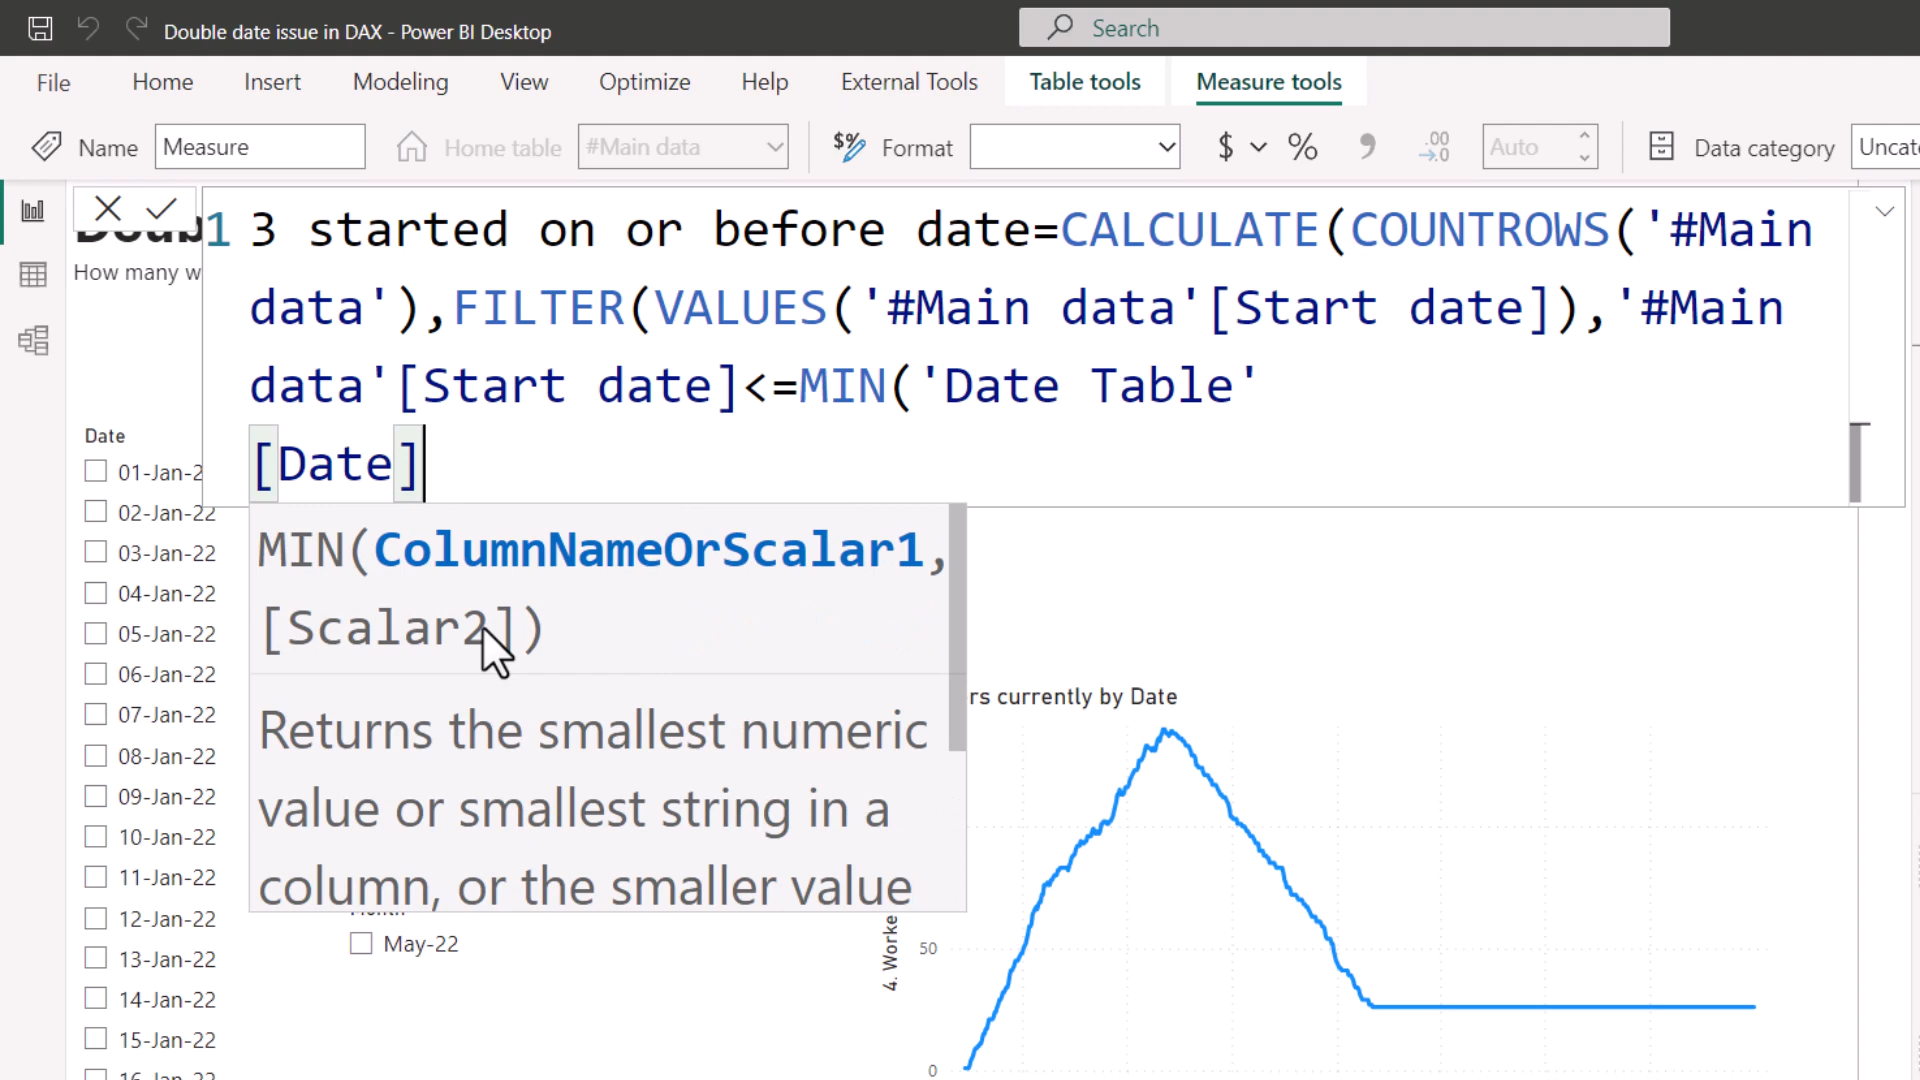 Double date issue in DAX - Power BI Desktop
Search
File Home Insert Modeling View Optimize Help External Tools Table tools Measure tools
Name Measure Home table #Main data Format $ % .00 Auto Data category
1 3 started on or before date=CALCULATE(COUNTROWS('#Main
data'),FILTER(VALUES('#Main data'[Start date]),'#Main
data'[Start date]<=MIN('Date Table'
[Date]
How many
MIN(ColumnNameOrScalar1,
[Scalar2])
Returns the smallest numeric
value or smallest string in a
column, or the smaller value
Date
01-Jan-2
02-Jan-22
03-Jan-22
04-Jan-22
05-Jan-22
06-Jan-22
07-Jan-22
08-Jan-22
09-Jan-22
10-Jan-22
11-Jan-22
12-Jan-22
13-Jan-22
14-Jan-22
15-Jan-22
May-22
rs currently by Date
4. Worke
50
0